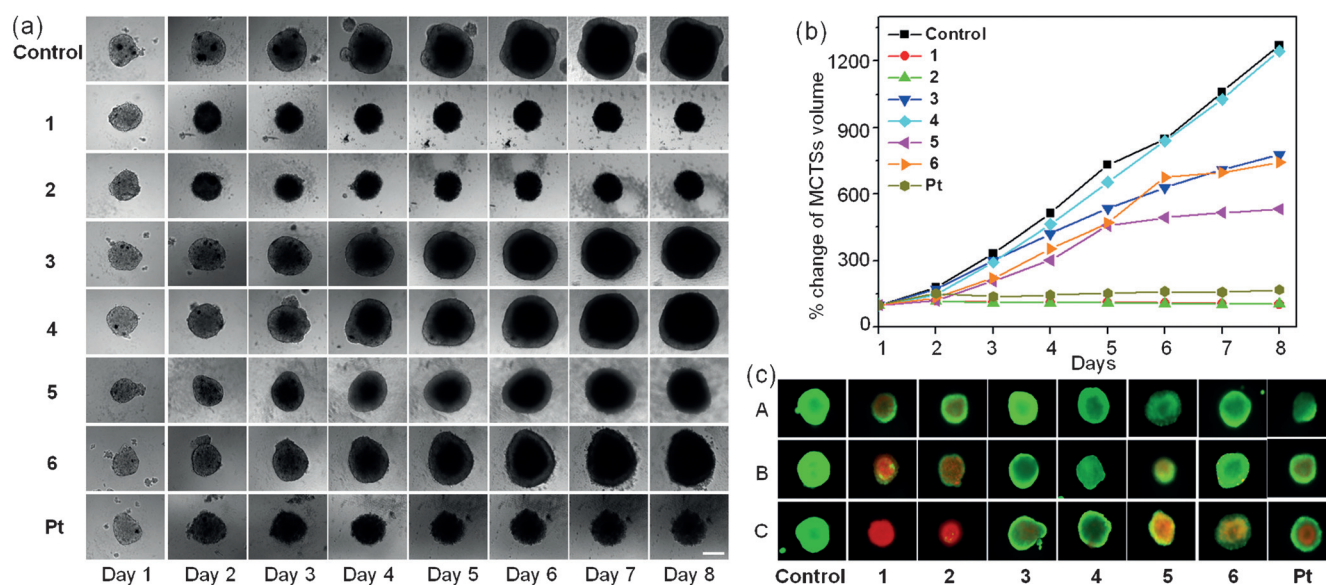 (a)
Control
1
2
3
4
5
6
Pt
Day 1 Day 2 Day 3 Day 4 Day 5 Day 6 Day 7 Day 8
(b)
% change of MCTSs volume
1200
900
600
300
0
Control
1
2
3
4
5
6
Pt
1 2 3 4 5 6 7 8
Days
(c)
A
B
C
Control 1 2 3 4 5 6 Pt